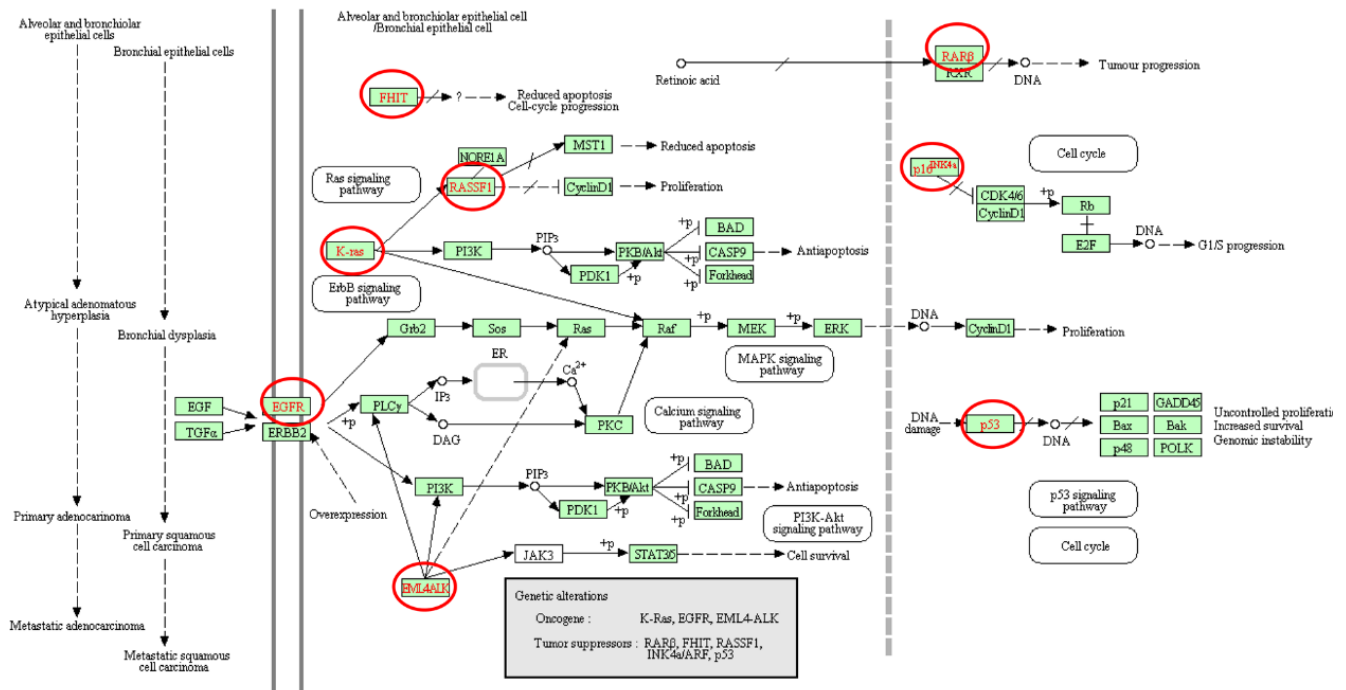 Alveolar and bronchiolar
epithelial cells
Bronchial epithelial cells
Alveolar and bronchiolar epithelial cell
/Bronchial epithelial cell
Retinoic acid
RARβ
RXR
DNA
Tumour progression
FHIT
?
Reduced apoptosis
Cell-cycle progression
Ras signaling
pathway
NORE1A
MST1
Reduced apoptosis
RASSF1
CyclinD1
Proliferation
p16INK4a
Cell cycle
CDK4/6
CyclinD1
+p
Rb
E2F
DNA
G1/S progression
K-ras
PI3K
PIP3
PDK1
+p
PKB/Akt
+p
+p
+p
BAD
CASP9
Forkhead
Antiapoptosis
ErbB signaling
pathway
Atypical adenomatous
hyperplasia
Bronchial dysplasia
Grb2
Sos
Ras
Raf
+p
MEK
+p
ERK
DNA
CyclinD1
Proliferation
MAPK signaling
pathway
ER
IP3
Ca2+
EGF
TGFα
EGFR
ERBB2
+p
PLCγ
DAG
PKC
Calcium signaling
pathway
DNA
damage
p53
DNA
p21
GADD45
Bax
Bak
p48
POLK
Uncontrolled proliferati
Increased survival
Genomic instability
Overexpression
PI3K
PIP3
PDK1
+p
PKB/Akt
+p
+p
+p
BAD
CASP9
Forkhead
Antiapoptosis
PI3K-Akt
signaling pathway
p53 signaling
pathway
Cell cycle
Primary adenocarinoma
Primary squamous
cell carcinoma
JAK3
+p
STAT3/5
Cell survival
EML4ALK
Metastatic adenocarcinoma
Metastatic squamous
cell carcinoma
Genetic alterations
Oncogene : K-Ras, EGFR, EML4-ALK
Tumor suppressors : RARβ, FHIT, RASSF1,
INK4a/ARF, p53